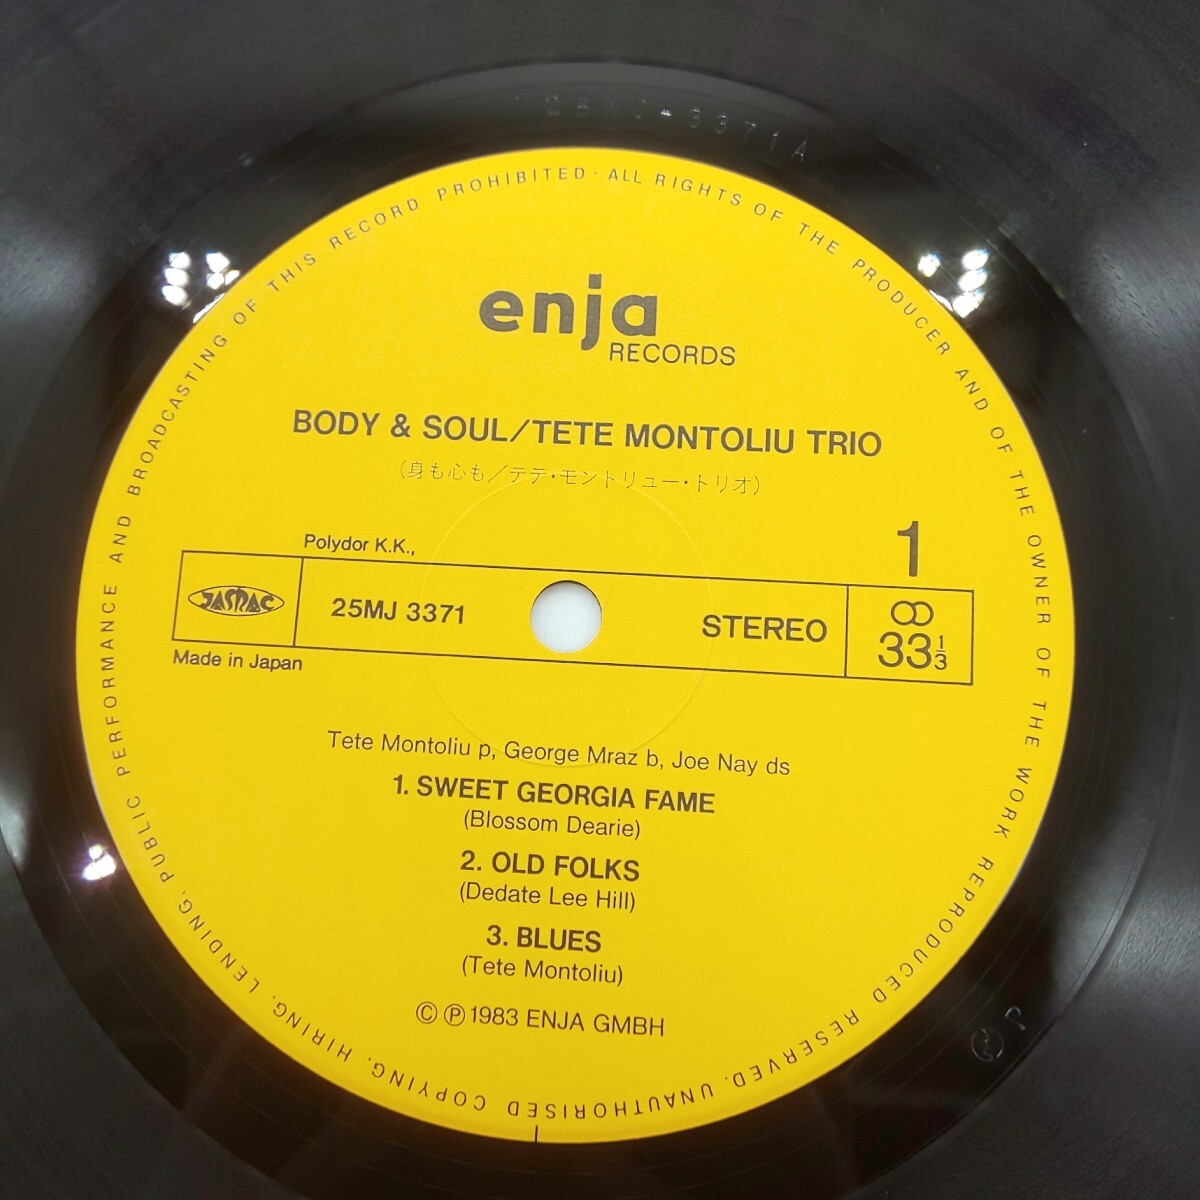 25MJ-3371A
enja
RECORDS
BODY & SOUL/TETE MONTOLIU TRIO
(身も心も/テテ・モントリュー・トリオ)
1
Polydor K.K.,
JASRAC
25MJ 3371
STEREO
33 1/3
Made in Japan
Tete Montoliu p, George Mraz b, Joe Nay ds
1. SWEET GEORGIA FAME
(Blossom Dearie)
2. OLD FOLKS
(Dedate Lee Hill)
3. BLUES
(Tete Montoliu)
Ⓒ Ⓟ 1983 ENJA GMBH
ALL RIGHTS OF THE PRODUCER AND OF THE OWNER OF THE WORK REPRODUCED RESERVED. UNAUTHORISED COPYING, HIRING, LENDING, PUBLIC PERFORMANCE AND BROADCASTING OF THIS RECORD PROHIBITED ·
P